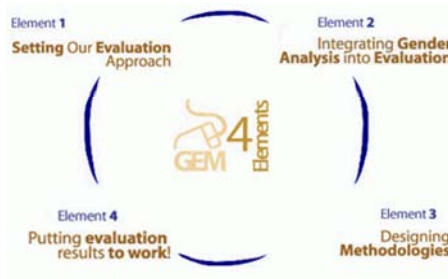 Element 1
Setting Our Evaluation
Approach
Element 2
Integrating Gender
Analysis into Evaluation
GEM
4
Elements
Element 4
Putting evaluation
results to work!
Element 3
Designing
Methodologies